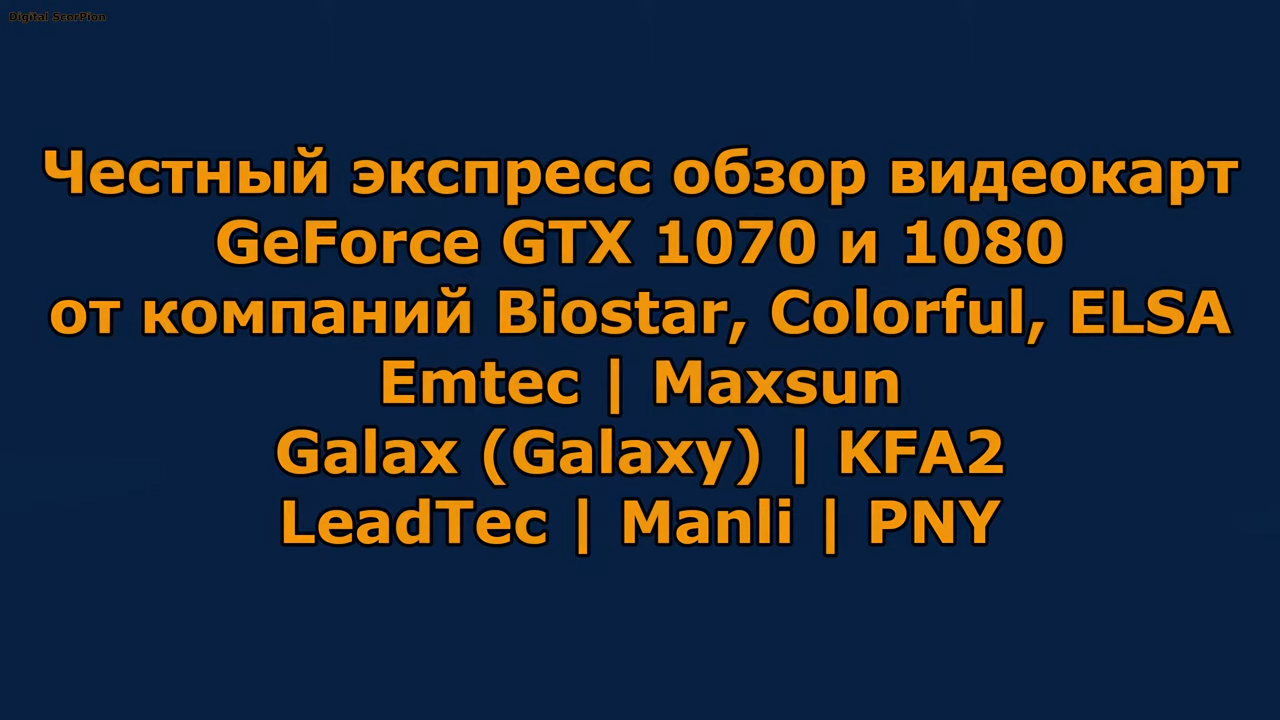 Digital ScorPion
Честный экспресс обзор видеокарт
GeForce GTX 1070 и 1080
от компаний Biostar, Colorful, ELSA
Emtec | Maxsun
Galax (Galaxy) | KFA2
LeadTec | Manli | PNY